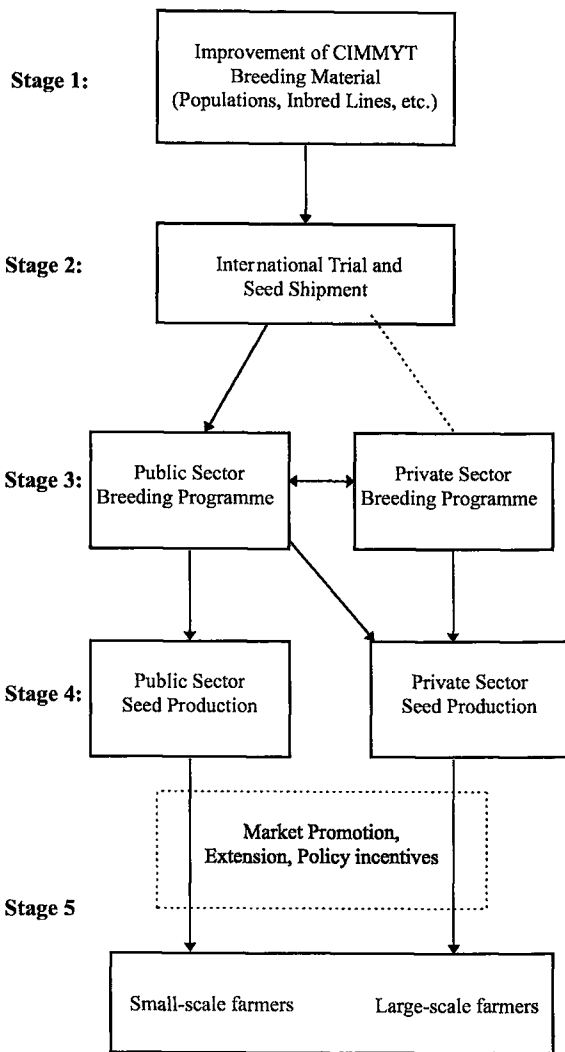 Stage 1:
Improvement of CIMMYT
Breeding Material
(Populations, Inbred Lines, etc.)
Stage 2:
International Trial and
Seed Shipment
Stage 3:
Public Sector
Breeding Programme
Private Sector
Breeding Programme
Stage 4:
Public Sector
Seed Production
Private Sector
Seed Production
Market Promotion,
Extension, Policy incentives
Stage 5
Small-scale farmers
Large-scale farmers